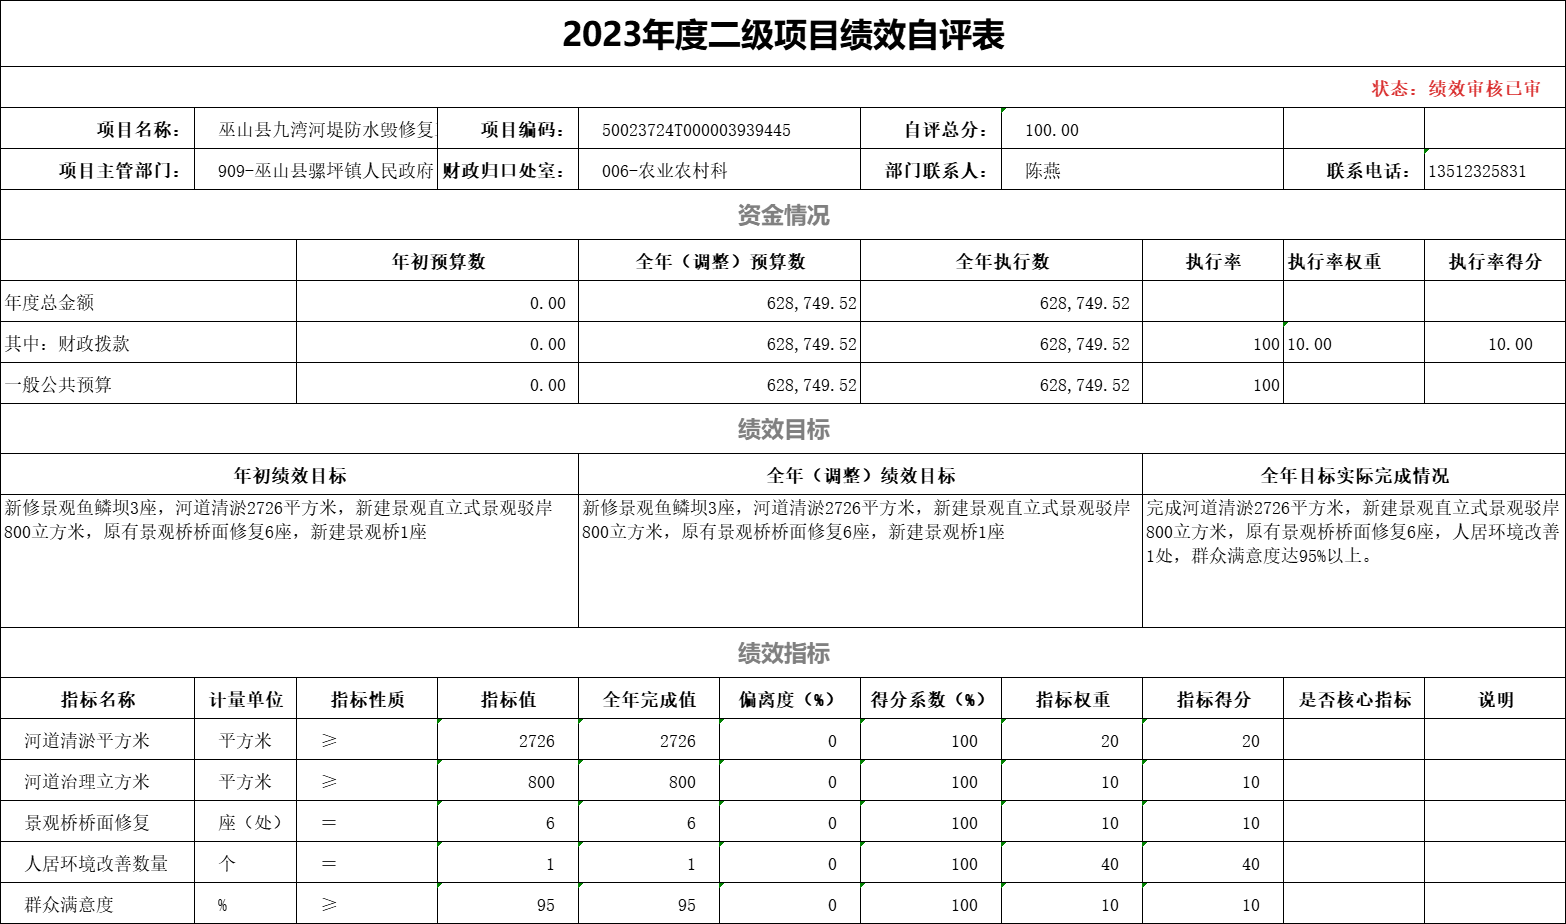 2023年度二级项目绩效自评表
状态：绩效审核已审
项目名称： 巫山县九湾河堤防水毁修复 项目编码： 50023724T000003939445 自评总分： 100.00
项目主管部门： 909-巫山县骡坪镇人民政府 财政归口处室： 006-农业农村科 部门联系人： 陈燕 联系电话： 13512325831
资金情况
年初预算数 全年（调整）预算数 全年执行数 执行率 执行率权重 执行率得分
年度总金额 0.00 628,749.52 628,749.52
其中：财政拨款 0.00 628,749.52 628,749.52 100 10.00 10.00
一般公共预算 0.00 628,749.52 628,749.52 100
绩效目标
年初绩效目标 全年（调整）绩效目标 全年目标实际完成情况
新修景观鱼鳞坝3座，河道清淤2726平方米，新建景观直立式景观驳岸
800立方米，原有景观桥桥面修复6座，新建景观桥1座
新修景观鱼鳞坝3座，河道清淤2726平方米，新建景观直立式景观驳岸
800立方米，原有景观桥桥面修复6座，新建景观桥1座
完成河道清淤2726平方米，新建景观直立式景观驳岸
800立方米，原有景观桥桥面修复6座，人居环境改善
1处，群众满意度达95%以上。
绩效指标
指标名称 计量单位 指标性质 指标值 全年完成值 偏离度（%） 得分系数（%） 指标权重 指标得分 是否核心指标 说明
河道清淤平方米 平方米 ≥ 2726 2726 0 100 20 20
河道治理立方米 平方米 ≥ 800 800 0 100 10 10
景观桥桥面修复 座（处） ＝ 6 6 0 100 10 10
人居环境改善数量 个 ＝ 1 1 0 100 40 40
群众满意度 % ≥ 95 95 0 100 10 10